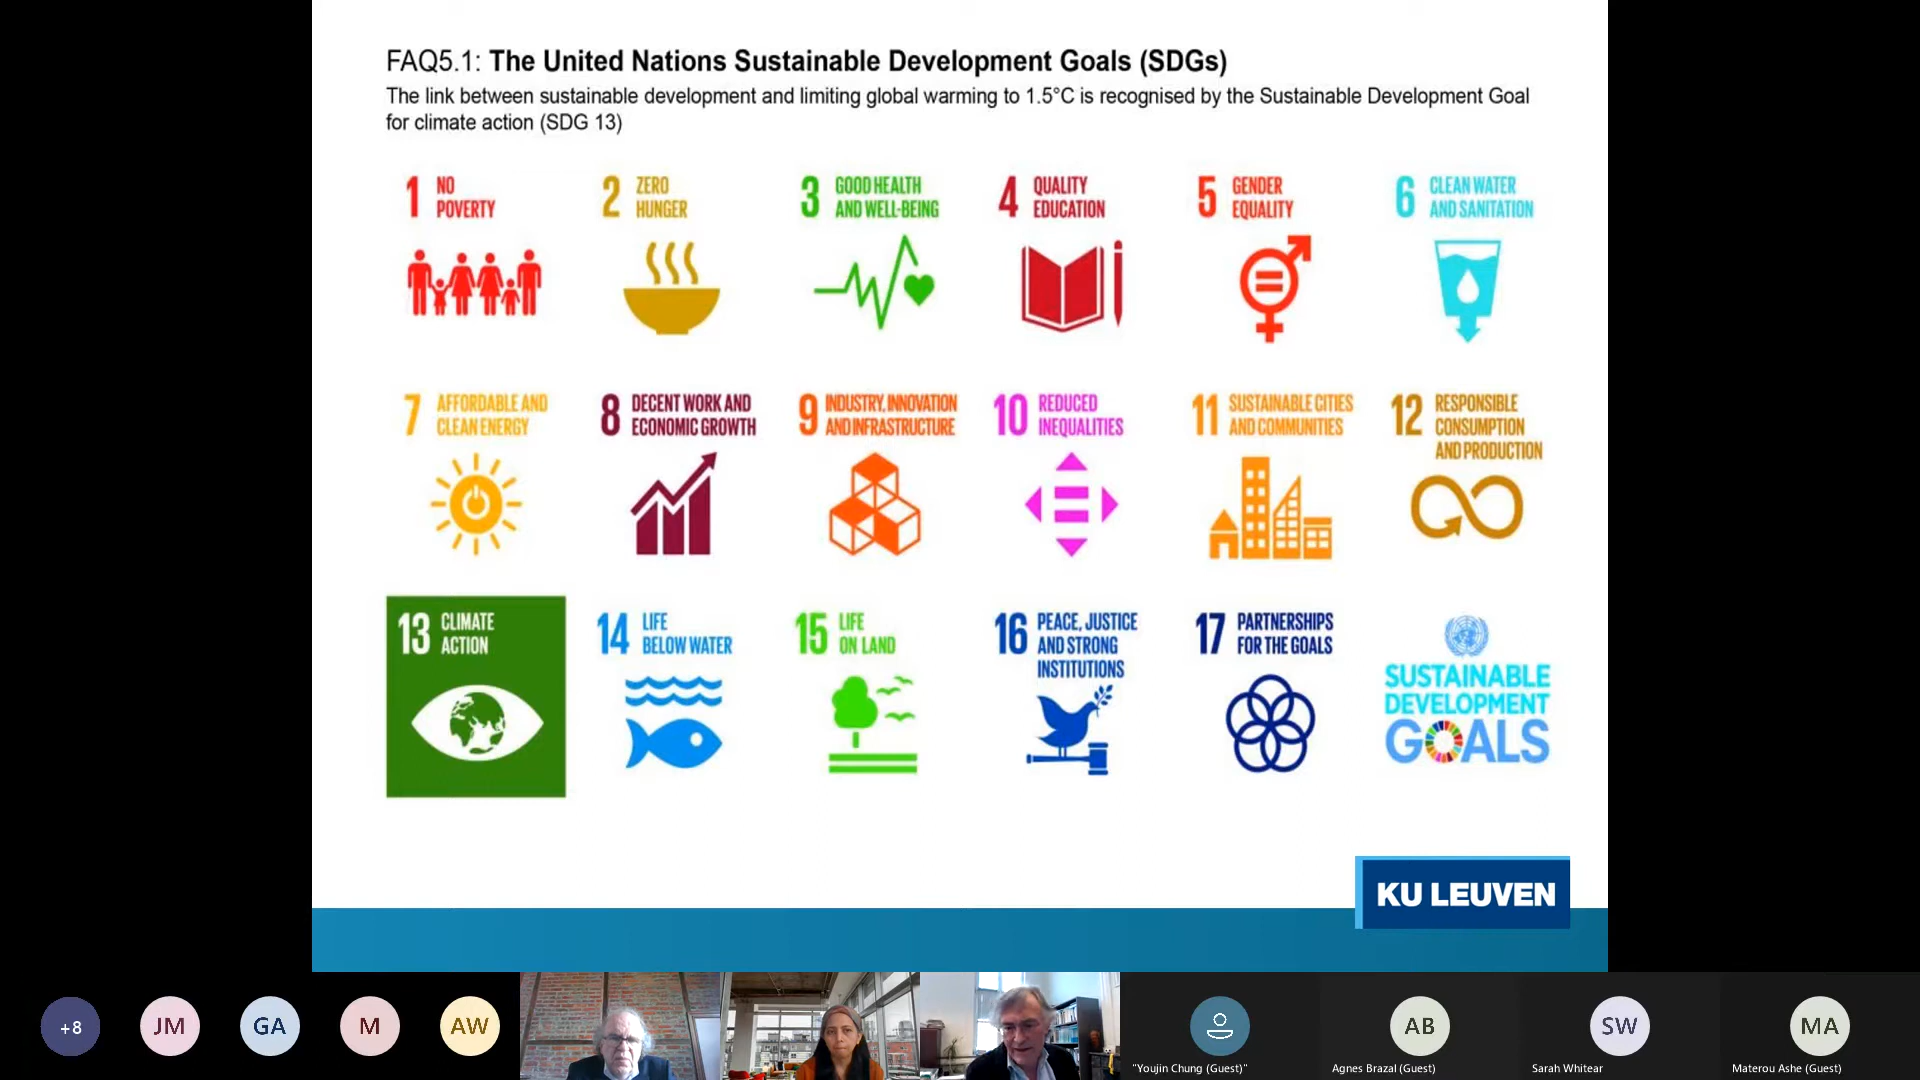 FAQ5.1: The United Nations Sustainable Development Goals (SDGs)
The link between sustainable development and limiting global warming to 1.5°C is recognised by the Sustainable Development Goal
for climate action (SDG 13)
1 NO
POVERTY
2 ZERO
HUNGER
3 GOOD HEALTH
AND WELL-BEING
4 QUALITY
EDUCATION
5 GENDER
EQUALITY
6 CLEAN WATER
AND SANITATION
7 AFFORDABLE AND
CLEAN ENERGY
8 DECENT WORK AND
ECONOMIC GROWTH
9 INDUSTRY, INNOVATION
AND INFRASTRUCTURE
10 REDUCED
INEQUALITIES
11 SUSTAINABLE CITIES
AND COMMUNITIES
12 RESPONSIBLE
CONSUMPTION
AND PRODUCTION
13 CLIMATE
ACTION
14 LIFE
BELOW WATER
15 LIFE
ON LAND
16 PEACE, JUSTICE
AND STRONG
INSTITUTIONS
17 PARTNERSHIPS
FOR THE GOALS
SUSTAINABLE
DEVELOPMENT
GOALS
KU LEUVEN
+8
JM
GA
M
AW
"Youjin Chung (Guest)"
AB
Agnes Brazal (Guest)
SW
Sarah Whitear
MA
Materou Ashe (Guest)